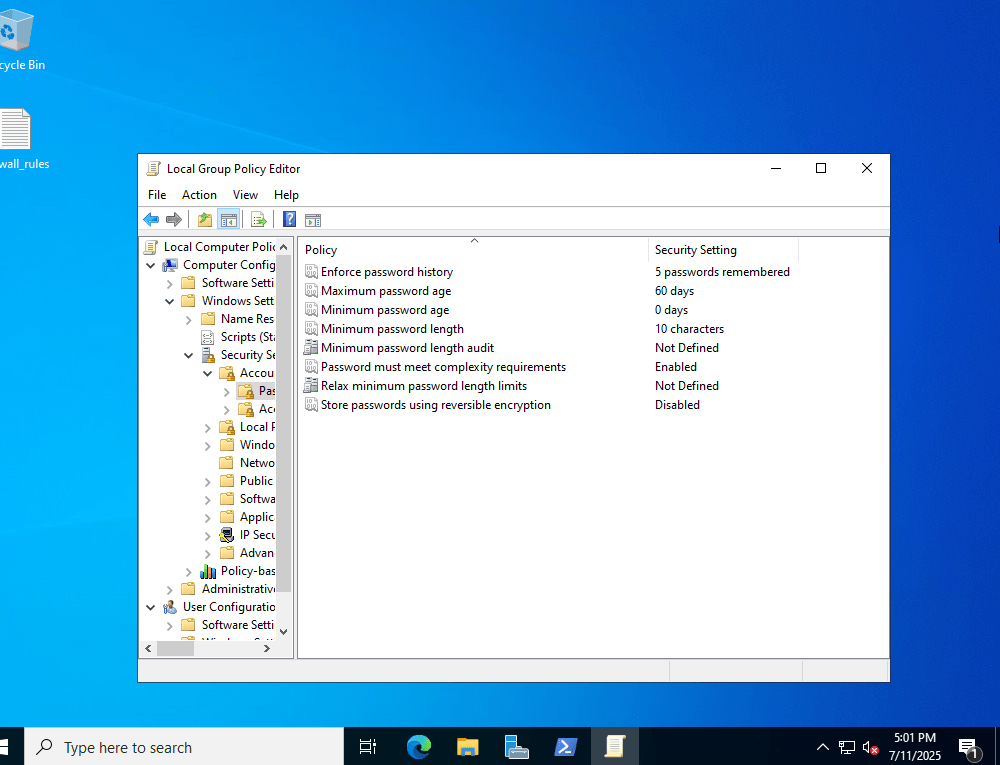 cycle Bin
wall_rules
Local Group Policy Editor
File Action View Help
Local Computer Polic
Computer Config
Software Setti
Windows Sett
Name Res
Scripts (Sta
Security Se
Accou
Pas
Acc
Local P
Windo
Netwo
Public
Softwa
Applic
IP Secu
Advan
Policy-bas
Administrative
User Configuratio
Software Setti
Policy Security Setting
Enforce password history 5 passwords remembered
Maximum password age 60 days
Minimum password age 0 days
Minimum password length 10 characters
Minimum password length audit Not Defined
Password must meet complexity requirements Enabled
Relax minimum password length limits Not Defined
Store passwords using reversible encryption Disabled
Type here to search
5:01 PM
7/11/2025
1